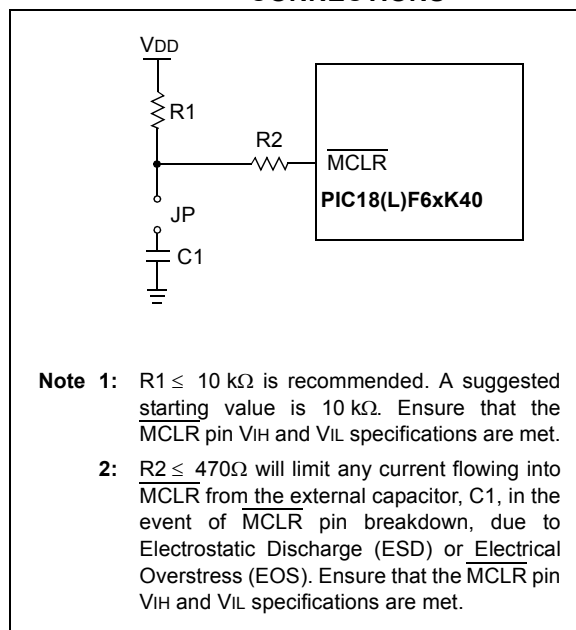 VDD
R1
R2
MCLR
PIC18(L)F6xK40
JP
C1
Note 1: R1 ≤ 10 kΩ is recommended. A suggested
starting value is 10 kΩ. Ensure that the
MCLR pin VIH and VIL specifications are met.
2: R2 ≤ 470Ω will limit any current flowing into
MCLR from the external capacitor, C1, in the
event of MCLR pin breakdown, due to
Electrostatic Discharge (ESD) or Electrical
Overstress (EOS). Ensure that the MCLR pin
VIH and VIL specifications are met.